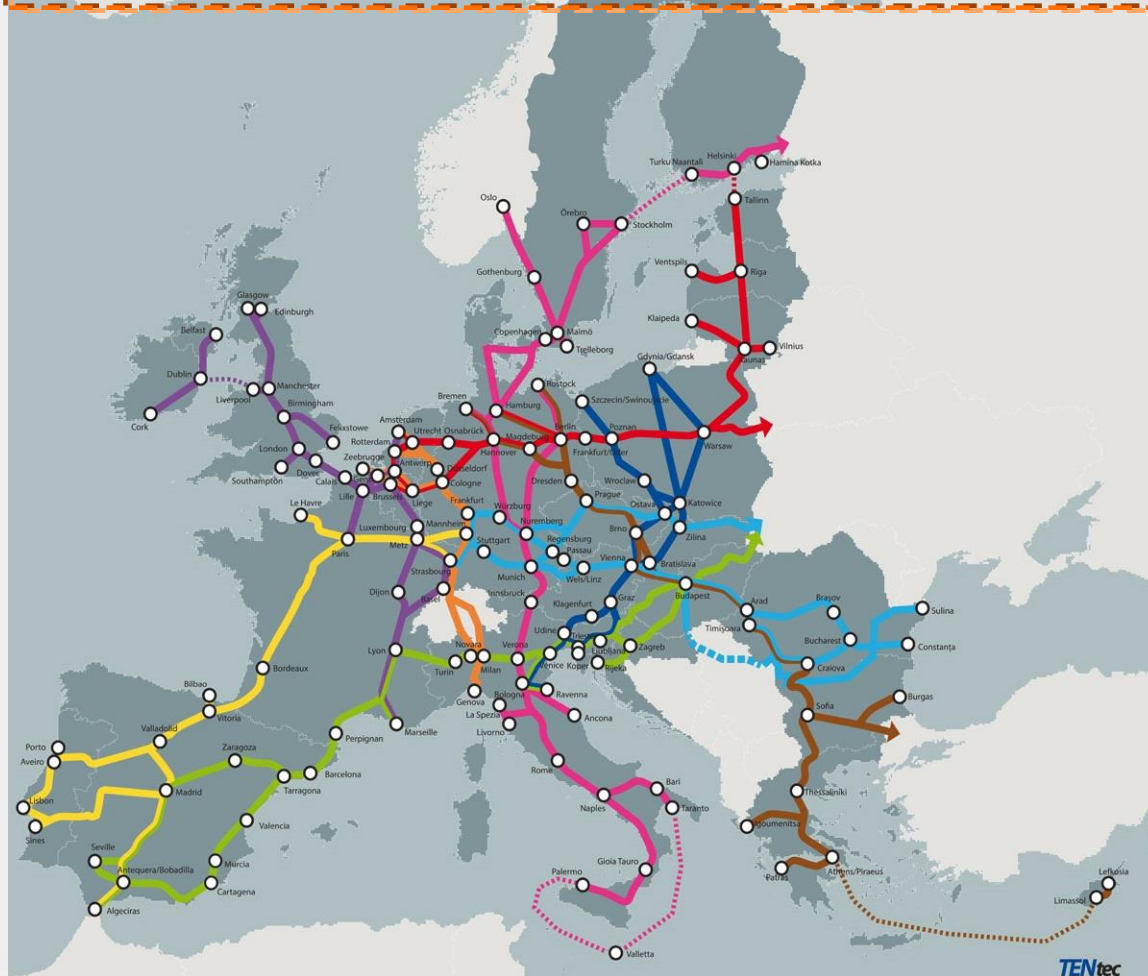 Helsinki
Turku Naantali
Hamina Kotka
Oslo
Tallinn
Örebro
Stockholm
Ventspils
Riga
Gothenburg
Glasgow
Edinburgh
Klaipeda
Belfast
Copenhagen
Malmö
Trelleborg
Vilnius
Kaunas
Gdynia/Gdansk
Dublin
Manchester
Liverpool
Rostock
Szczecin/Swinoujscie
Birmingham
Bremen
Hamburg
Cork
Amsterdam
Felixstowe
Utrecht
Osnabrück
Magdeburg
Berlin
Poznan
Warsaw
Rotterdam
Hannover
Frankfurt/Oder
London
Zeebrugge
Antwerp
Düsseldorf
Dover
Southampton
Calais
Cologne
Dresden
Wroclaw
Lille
Brussels
Liege
Prague
Katowice
Le Havre
Frankfurt
Würzburg
Ostava
Luxembourg
Mannheim
Nuremberg
Brno
Zilina
Paris
Metz
Stuttgart
Regensburg
Passau
Strasbourg
Vienna
Bratislava
Munich
Wels/Linz
Dijon
Basel
Innsbruck
Budapest
Klagenfurt
Graz
Arad
Braşov
Sulina
Timişoara
Udine
Trieste
Bucharest
Lyon
Novara
Verona
Ljubljana
Zagreb
Constanţa
Turin
Milan
Venice
Koper
Rijeka
Craiova
Bordeaux
Bilbao
Genova
Bologna
Ravenna
Burgas
Vitoria
La Spezia
Ancona
Sofia
Livorno
Valladolid
Marseille
Porto
Zaragoza
Perpignan
Aveiro
Rome
Barcelona
Madrid
Tarragona
Bari
Thessaloniki
Lisbon
Naples
Taranto
Valencia
Igoumenitsa
Sines
Seville
Murcia
Gioia Tauro
Athens/Piraeus
Antequera/Bobadilla
Palermo
Patras
Lefkosia
Cartagena
Limassol
Algeciras
Valletta
TENtec